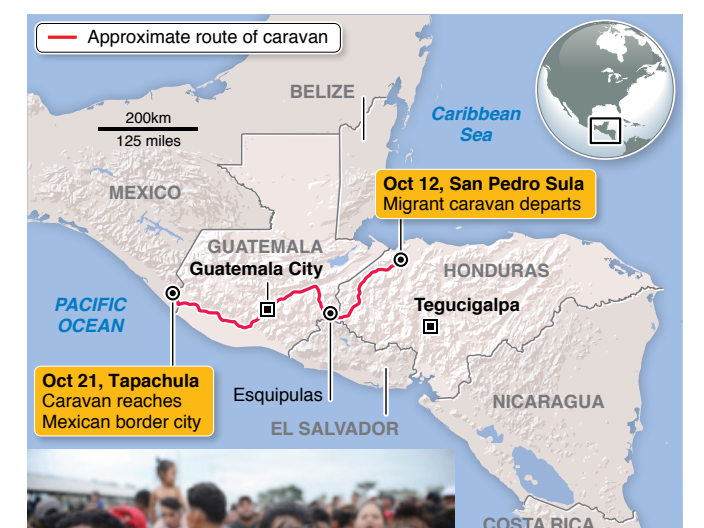 Approximate route of caravan
BELIZE
200km
125 miles
Caribbean
Sea
MEXICO
Oct 12, San Pedro Sula
Migrant caravan departs
GUATEMALA
Guatemala City
HONDURAS
PACIFIC
OCEAN
Tegucigalpa
Oct 21, Tapachula
Caravan reaches
Mexican border city
Esquipulas
NICARAGUA
EL SALVADOR
COSTA RICA